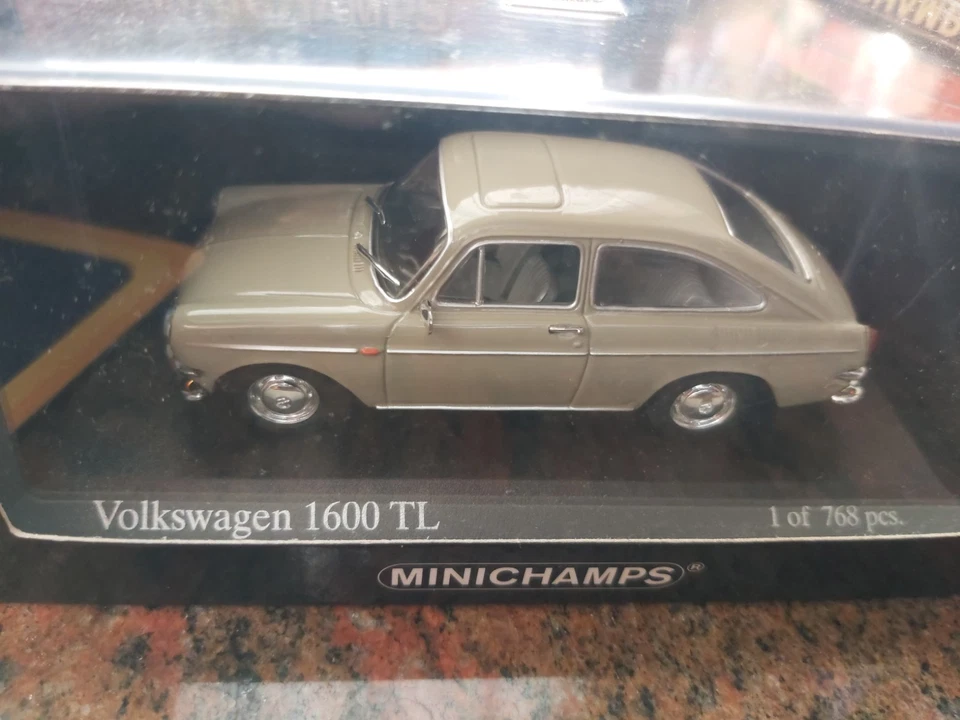 Volkswagen 1600 TL
1 of 768 pcs.
MINICHAMPS®